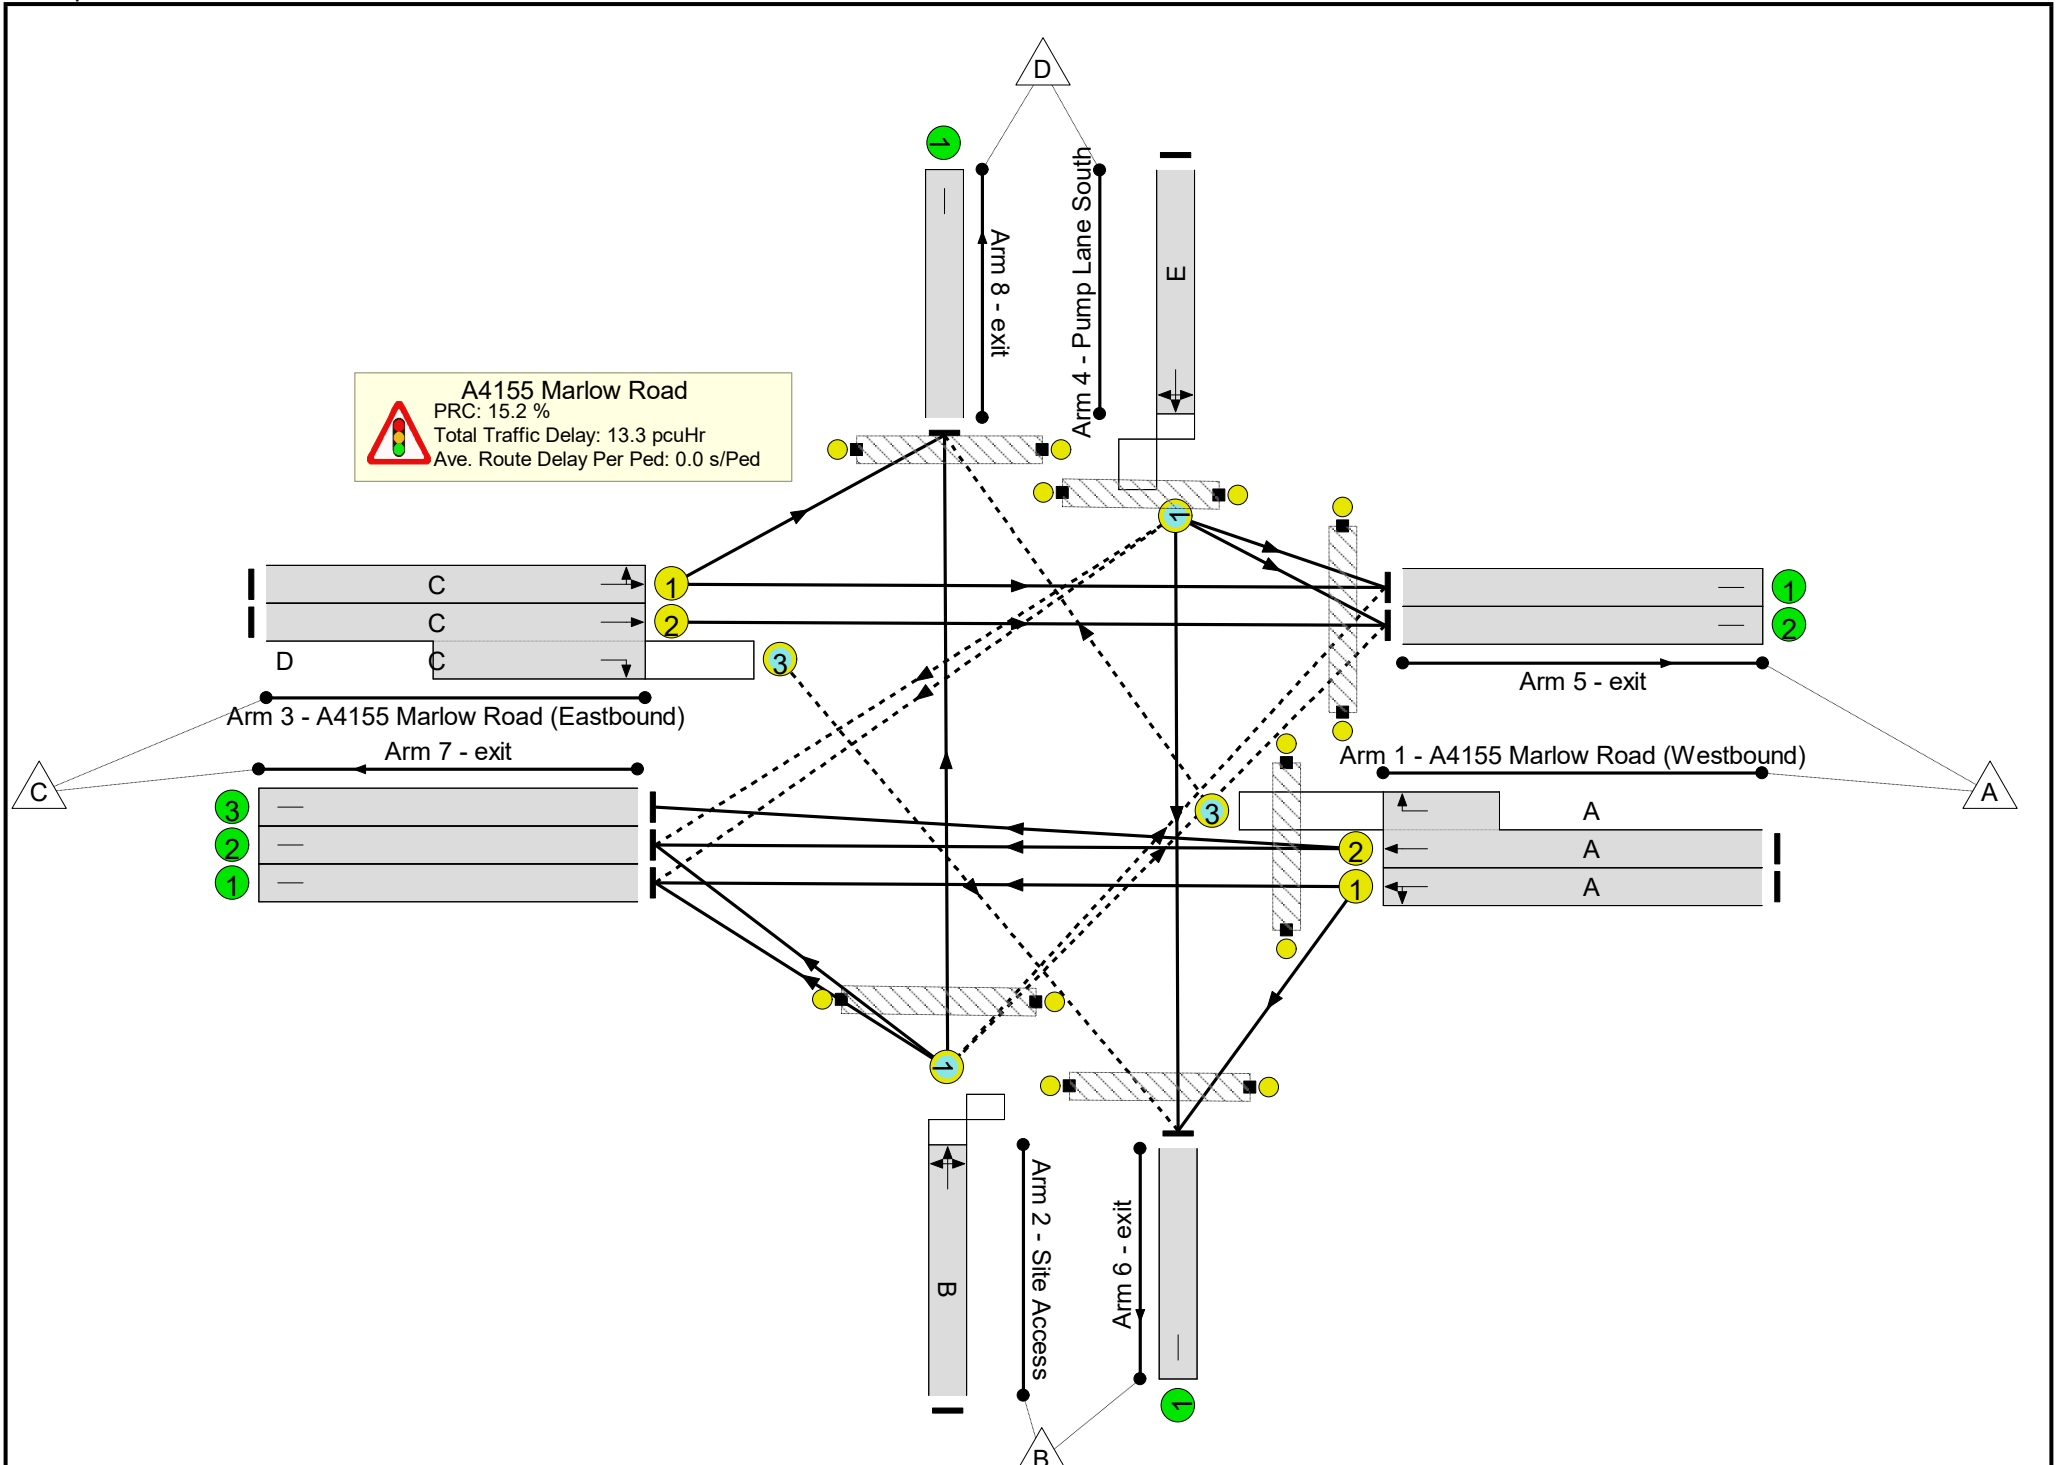 D
1
Arm 8 - exit
Arm 4 - Pump Lane South
E
A4155 Marlow Road
PRC: 15.2 %
Total Traffic Delay: 13.3 pcuHr
Ave. Route Delay Per Ped: 0.0 s/Ped
1
C
1
1
C
2
2
D
C
3
Arm 5 - exit
Arm 3 - A4155 Marlow Road (Eastbound)
Arm 7 - exit
Arm 1 - A4155 Marlow Road (Westbound)
C
A
3
3
A
2
2
A
1
1
A
1
Arm 2 - Site Access
Arm 6 - exit
B
1
B